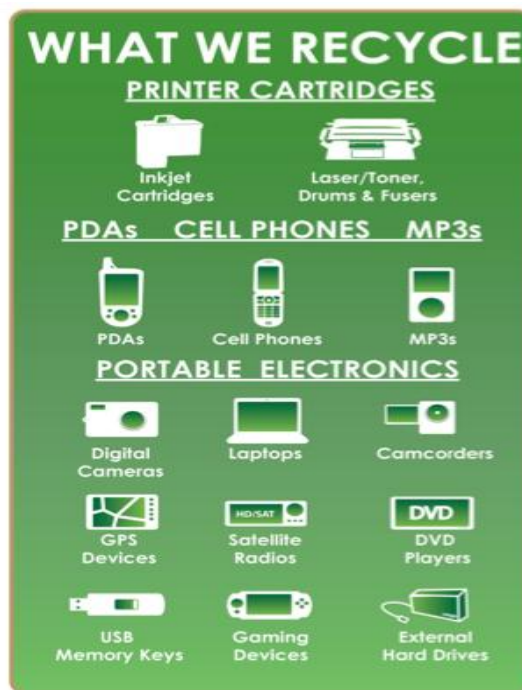 WHAT WE RECYCLE
PRINTER CARTRIDGES
Inkjet
Cartridges
Laser/Toner,
Drums & Fusers
PDAs CELL PHONES MP3s
PDAs
Cell Phones
MP3s
PORTABLE ELECTRONICS
Digital
Cameras
Laptops
Camcorders
HD/SAT
DVD
GPS
Devices
Satellite
Radios
DVD
Players
USB
Memory Keys
Gaming
Devices
External
Hard Drives